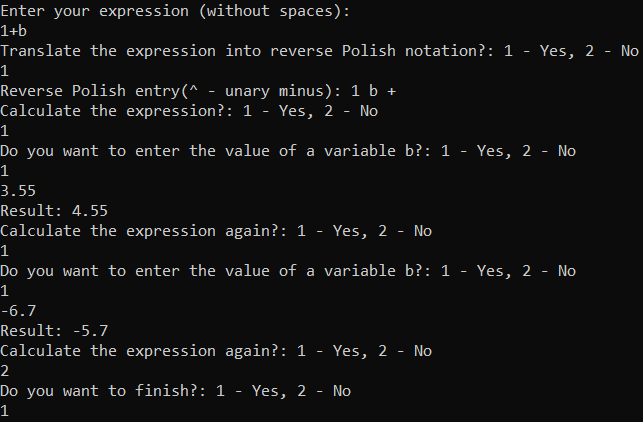 Enter your expression (without spaces):
1+b
Translate the expression into reverse Polish notation?: 1 - Yes, 2 - No
1
Reverse Polish entry(^ - unary minus): 1 b +
Calculate the expression?: 1 - Yes, 2 - No
1
Do you want to enter the value of a variable b?: 1 - Yes, 2 - No
1
3.55
Result: 4.55
Calculate the expression again?: 1 - Yes, 2 - No
1
Do you want to enter the value of a variable b?: 1 - Yes, 2 - No
1
-6.7
Result: -5.7
Calculate the expression again?: 1 - Yes, 2 - No
2
Do you want to finish?: 1 - Yes, 2 - No
1